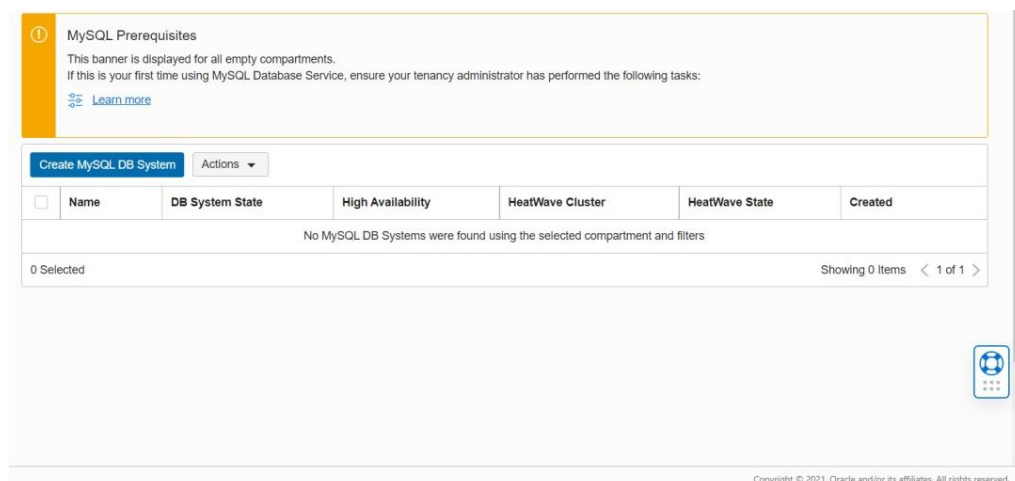 MySQL Prerequisites
This banner is displayed for all empty compartments.
If this is your first time using MySQL Database Service, ensure your tenancy administrator has performed the following tasks:
Learn more
Create MySQL DB System Actions
Name DB System State High Availability HeatWave Cluster HeatWave State Created
No MySQL DB Systems were found using the selected compartment and filters
0 Selected Showing 0 Items < 1 of 1 >
Copyright © 2021, Oracle and/or its affiliates. All rights reserved.